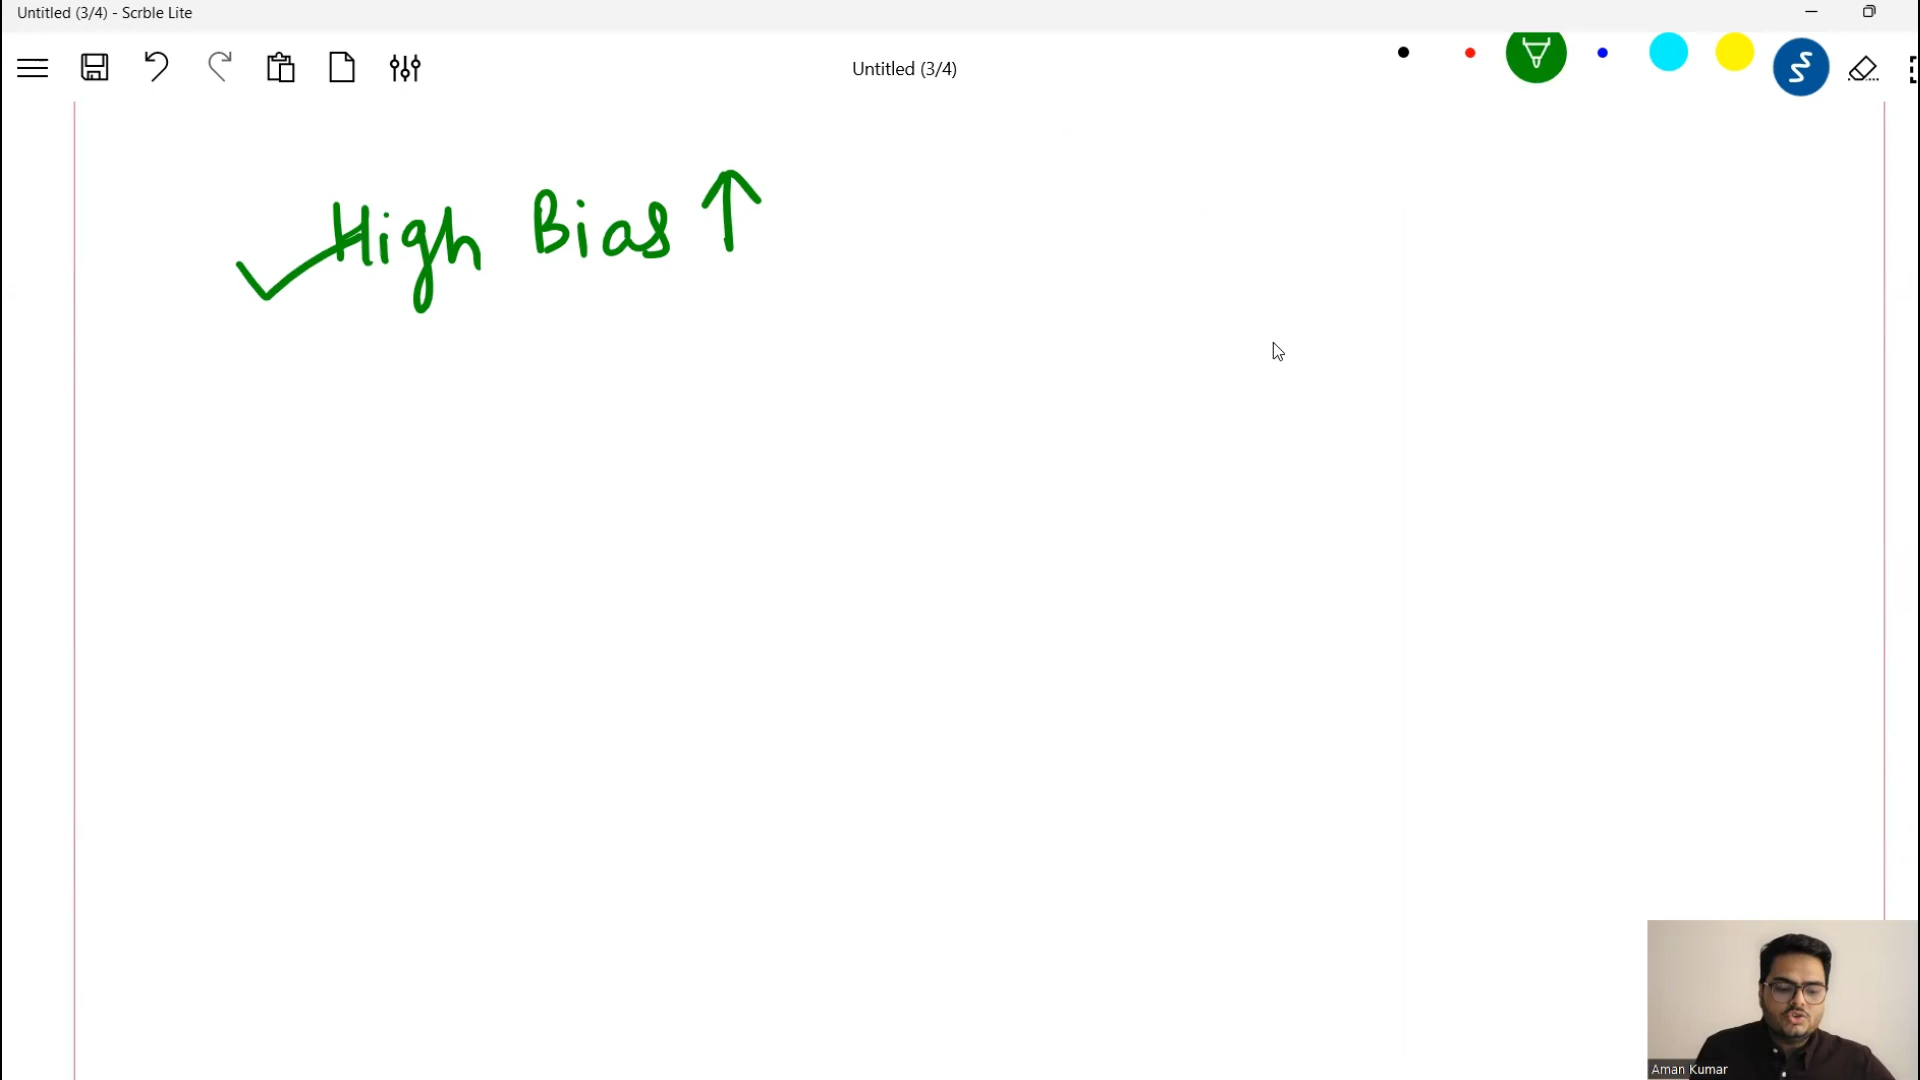 Untitled (3/4) - Scrble Lite
Untitled (3/4)
High Bias ↑
Aman Kumar